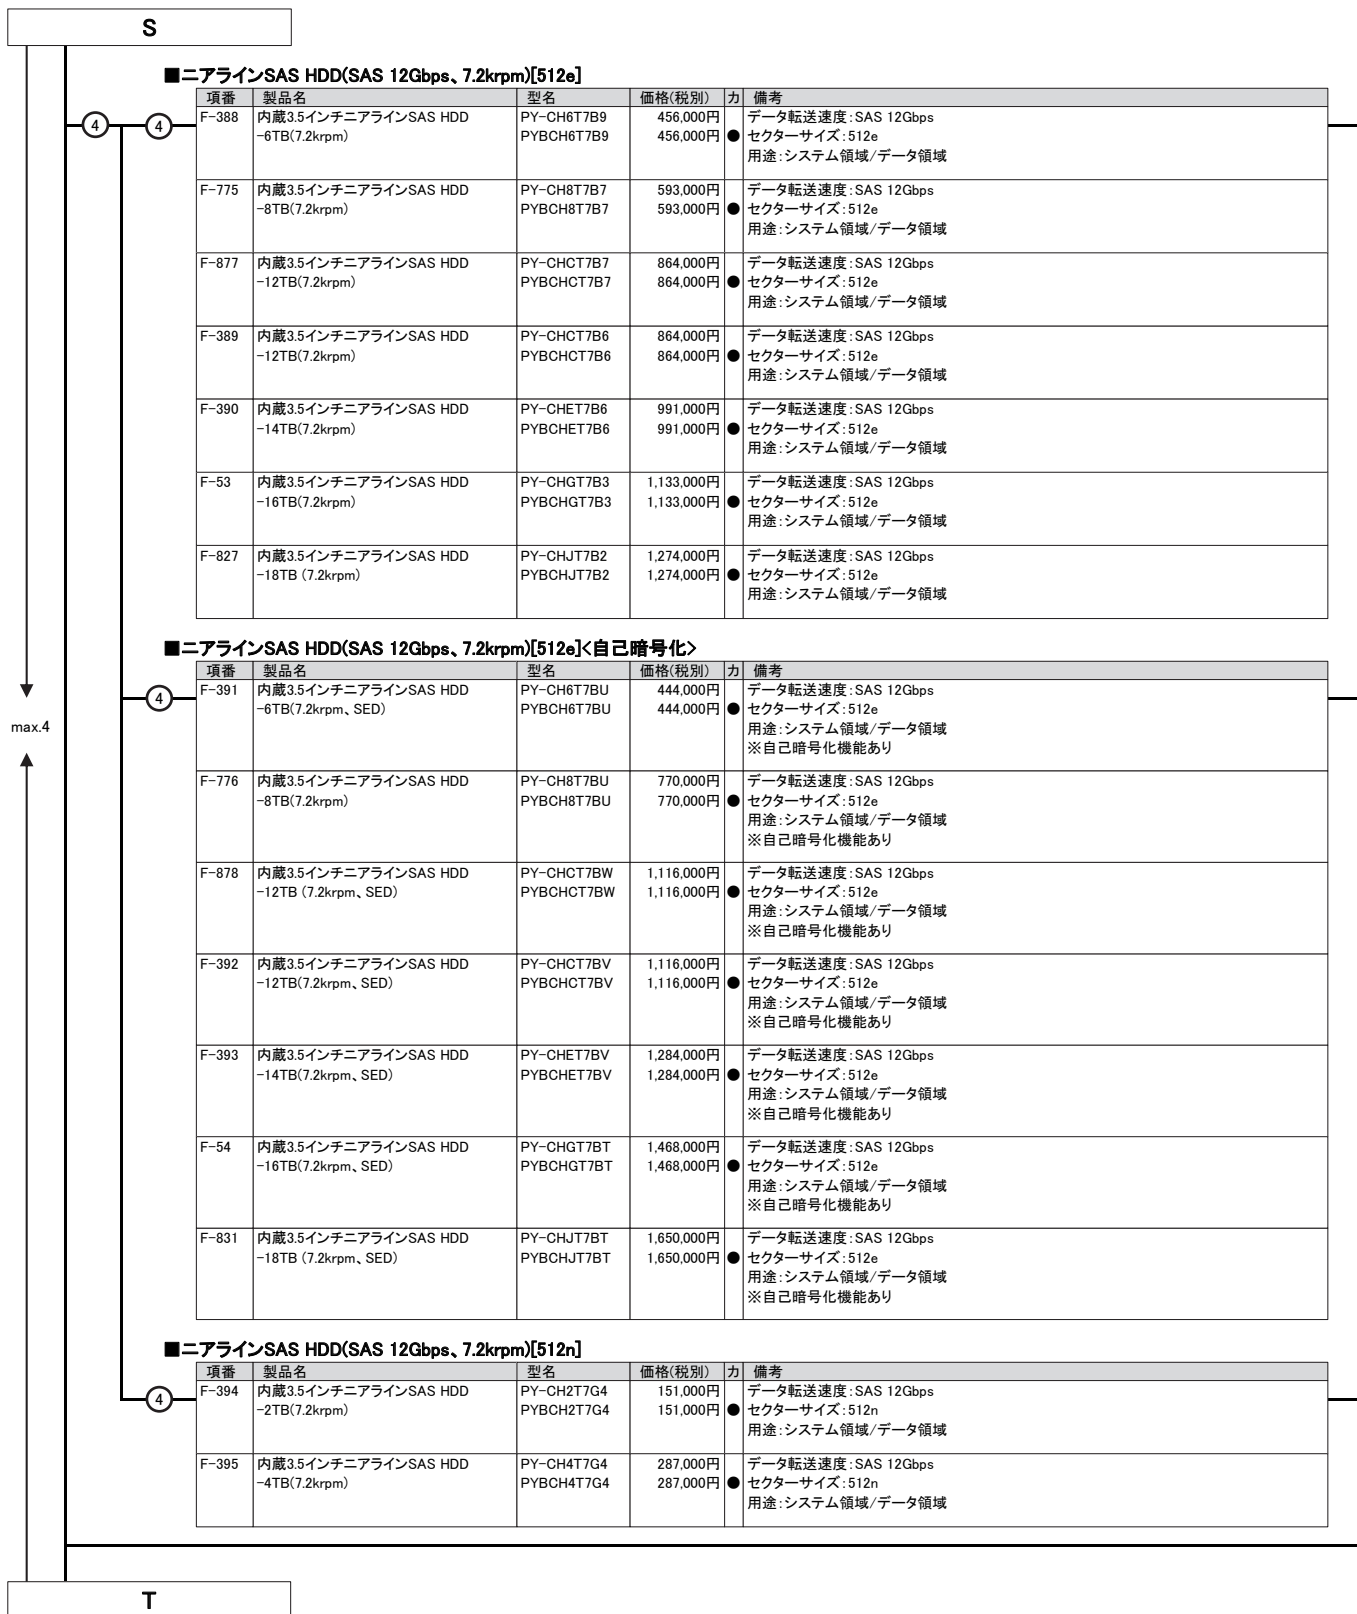 S
■ニアラインSAS HDD(SAS 12Gbps、7.2krpm)[512e]
項番 製品名 型名 価格(税別) カ 備考
④ ④ F-388 内蔵3.5インチニアラインSAS HDD PY-CH6T7B9 456,000円 データ転送速度:SAS 12Gbps
-6TB(7.2krpm) PYBCH6T7B9 456,000円 ● セクターサイズ:512e
用途:システム領域/データ領域
F-775 内蔵3.5インチニアラインSAS HDD PY-CH8T7B7 593,000円 データ転送速度:SAS 12Gbps
-8TB(7.2krpm) PYBCH8T7B7 593,000円 ● セクターサイズ:512e
用途:システム領域/データ領域
F-877 内蔵3.5インチニアラインSAS HDD PY-CHCT7B7 864,000円 データ転送速度:SAS 12Gbps
-12TB(7.2krpm) PYBCHCT7B7 864,000円 ● セクターサイズ:512e
用途:システム領域/データ領域
F-389 内蔵3.5インチニアラインSAS HDD PY-CHCT7B6 864,000円 データ転送速度:SAS 12Gbps
-12TB(7.2krpm) PYBCHCT7B6 864,000円 ● セクターサイズ:512e
用途:システム領域/データ領域
F-390 内蔵3.5インチニアラインSAS HDD PY-CHET7B6 991,000円 データ転送速度:SAS 12Gbps
-14TB(7.2krpm) PYBCHET7B6 991,000円 ● セクターサイズ:512e
用途:システム領域/データ領域
F-53 内蔵3.5インチニアラインSAS HDD PY-CHGT7B3 1,133,000円 データ転送速度:SAS 12Gbps
-16TB(7.2krpm) PYBCHGT7B3 1,133,000円 ● セクターサイズ:512e
用途:システム領域/データ領域
F-827 内蔵3.5インチニアラインSAS HDD PY-CHJT7B2 1,274,000円 データ転送速度:SAS 12Gbps
-18TB (7.2krpm) PYBCHJT7B2 1,274,000円 ● セクターサイズ:512e
用途:システム領域/データ領域
■ニアラインSAS HDD(SAS 12Gbps、7.2krpm)[512e]<自己暗号化>
項番 製品名 型名 価格(税別) カ 備考
④ F-391 内蔵3.5インチニアラインSAS HDD PY-CH6T7BU 444,000円 データ転送速度:SAS 12Gbps
-6TB(7.2krpm、SED) PYBCH6T7BU 444,000円 ● セクターサイズ:512e
max.4 用途:システム領域/データ領域
※自己暗号化機能あり
F-776 内蔵3.5インチニアラインSAS HDD PY-CH8T7BU 770,000円 データ転送速度:SAS 12Gbps
-8TB(7.2krpm) PYBCH8T7BU 770,000円 ● セクターサイズ:512e
用途:システム領域/データ領域
※自己暗号化機能あり
F-878 内蔵3.5インチニアラインSAS HDD PY-CHCT7BW 1,116,000円 データ転送速度:SAS 12Gbps
-12TB (7.2krpm、SED) PYBCHCT7BW 1,116,000円 ● セクターサイズ:512e
用途:システム領域/データ領域
※自己暗号化機能あり
F-392 内蔵3.5インチニアラインSAS HDD PY-CHCT7BV 1,116,000円 データ転送速度:SAS 12Gbps
-12TB(7.2krpm、SED) PYBCHCT7BV 1,116,000円 ● セクターサイズ:512e
用途:システム領域/データ領域
※自己暗号化機能あり
F-393 内蔵3.5インチニアラインSAS HDD PY-CHET7BV 1,284,000円 データ転送速度:SAS 12Gbps
-14TB(7.2krpm、SED) PYBCHET7BV 1,284,000円 ● セクターサイズ:512e
用途:システム領域/データ領域
※自己暗号化機能あり
F-54 内蔵3.5インチニアラインSAS HDD PY-CHGT7BT 1,468,000円 データ転送速度:SAS 12Gbps
-16TB(7.2krpm、SED) PYBCHGT7BT 1,468,000円 ● セクターサイズ:512e
用途:システム領域/データ領域
※自己暗号化機能あり
F-831 内蔵3.5インチニアラインSAS HDD PY-CHJT7BT 1,650,000円 データ転送速度:SAS 12Gbps
-18TB (7.2krpm、SED) PYBCHJT7BT 1,650,000円 ● セクターサイズ:512e
用途:システム領域/データ領域
※自己暗号化機能あり
■ニアラインSAS HDD(SAS 12Gbps、7.2krpm)[512n]
項番 製品名 型名 価格(税別) カ 備考
④ F-394 内蔵3.5インチニアラインSAS HDD PY-CH2T7G4 151,000円 データ転送速度:SAS 12Gbps
-2TB(7.2krpm) PYBCH2T7G4 151,000円 ● セクターサイズ:512n
用途:システム領域/データ領域
F-395 内蔵3.5インチニアラインSAS HDD PY-CH4T7G4 287,000円 データ転送速度:SAS 12Gbps
-4TB(7.2krpm) PYBCH4T7G4 287,000円 ● セクターサイズ:512n
用途:システム領域/データ領域
T